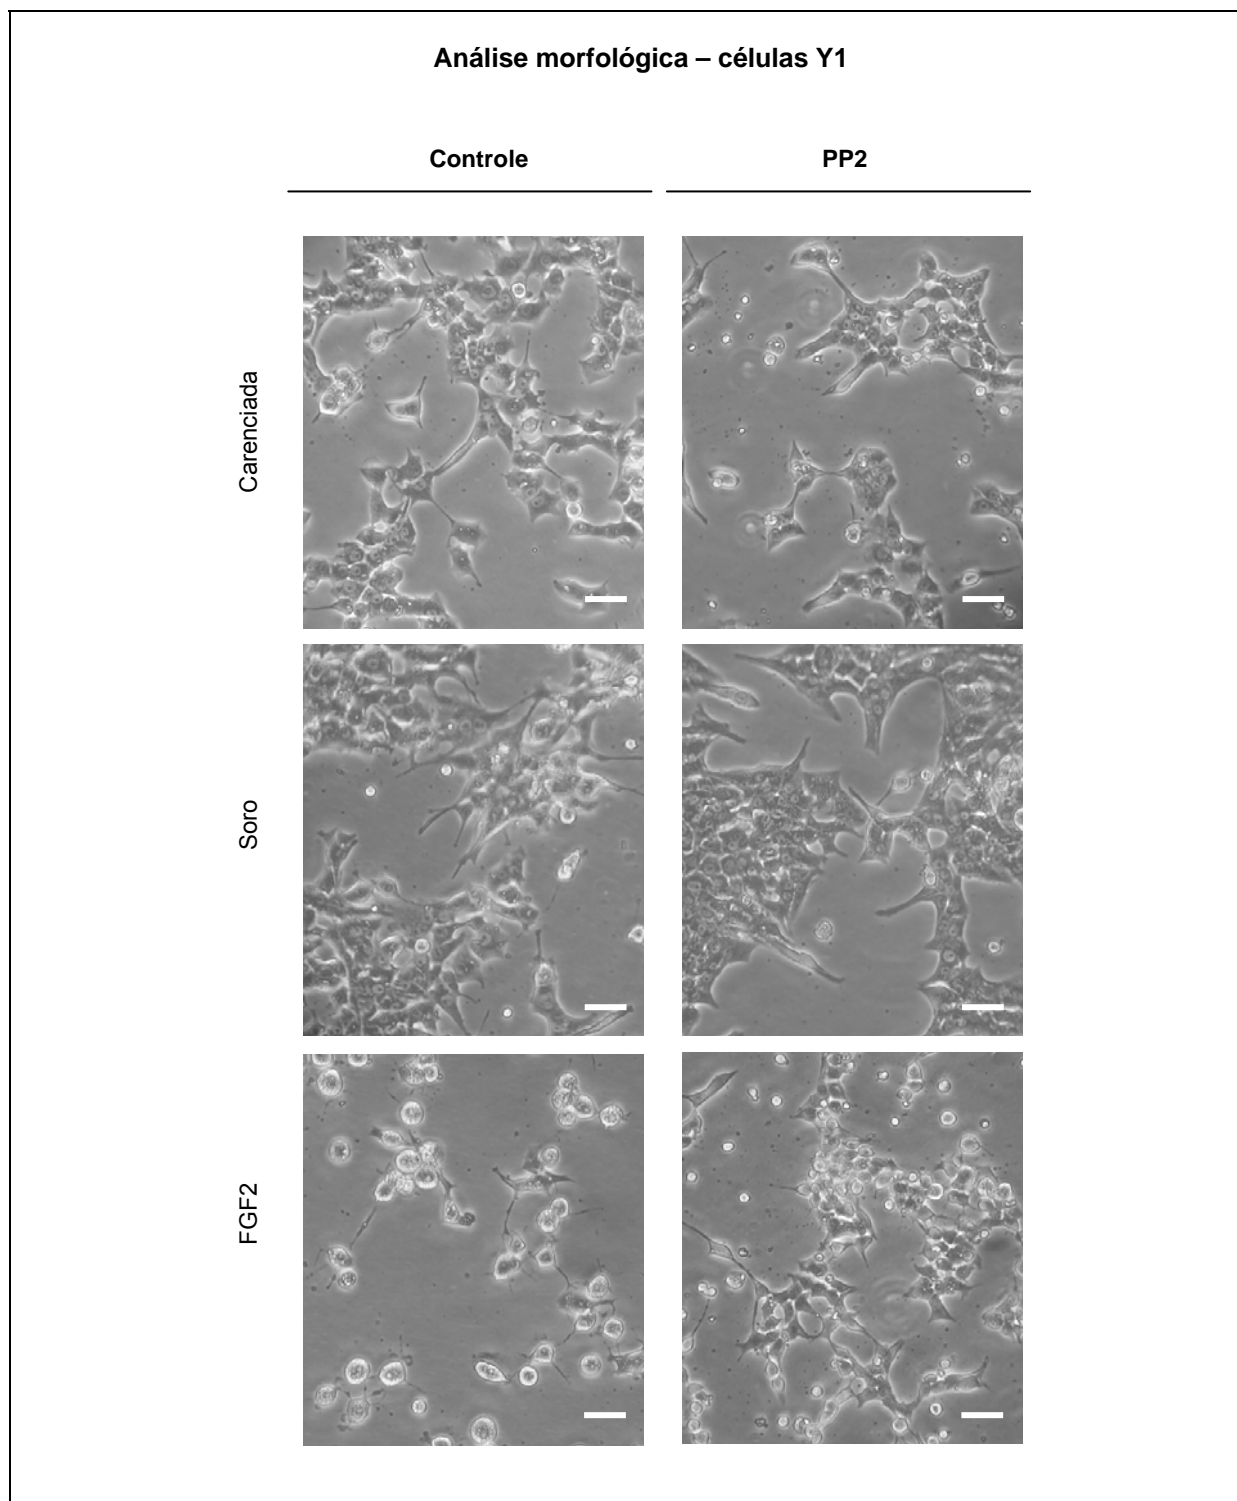 Análise morfológica – células Y1
Controle
PP2
Carenciada
Soro
FGF2